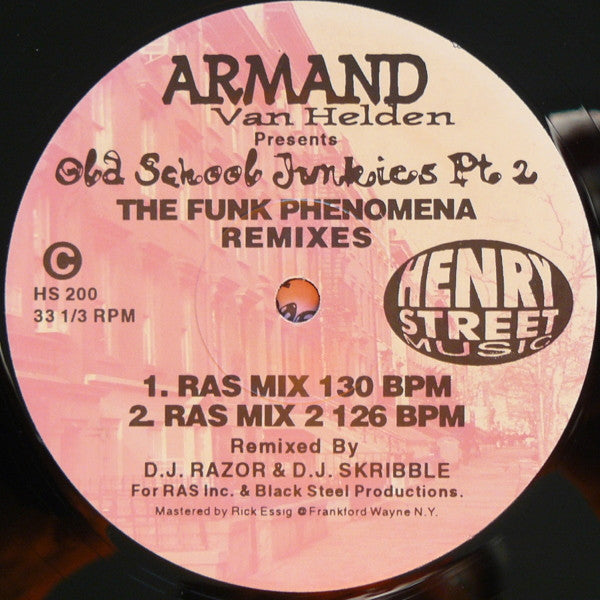 ARMAND
Van Helden
Presents
Old School Junkies Pt 2
THE FUNK PHENOMENA
REMIXES
C
HS 200
33 1/3 RPM
HENRY
STREET
MUSIC
1. RAS MIX 130 BPM
2. RAS MIX 2 126 BPM
Remixed By
D.J. RAZOR & D.J. SKRIBBLE
For RAS Inc. & Black Steel Productions.
Mastered by Rick Essig @ Frankford Wayne N.Y.